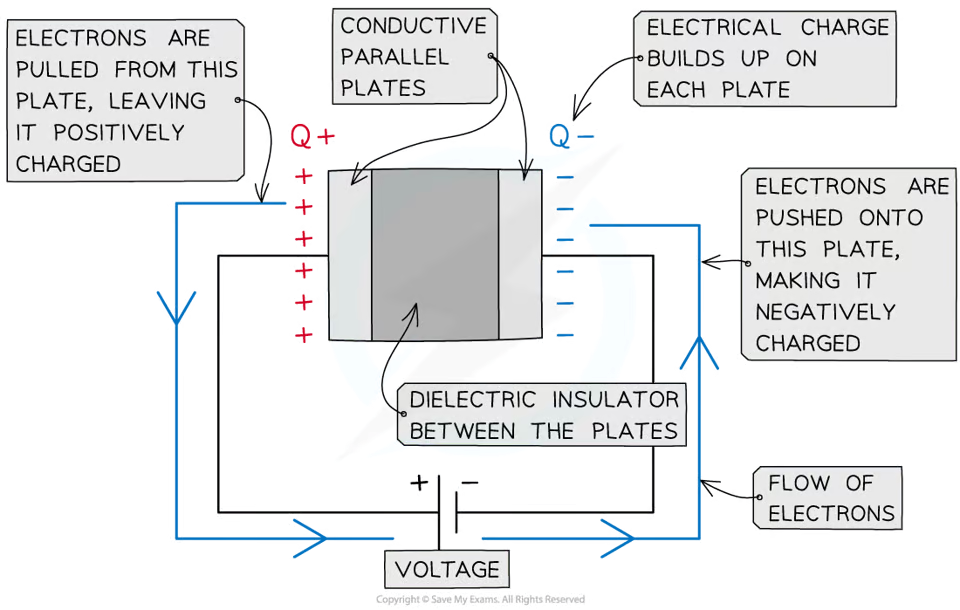 ELECTRONS ARE
PULLED FROM THIS
PLATE, LEAVING
IT POSITIVELY
CHARGED
CONDUCTIVE
PARALLEL
PLATES
ELECTRICAL CHARGE
BUILDS UP ON
EACH PLATE
Q+
Q-
+
+
+
+
+
+
-
-
-
-
-
-
ELECTRONS ARE
PUSHED ONTO
THIS PLATE,
MAKING IT
NEGATIVELY
CHARGED
DIELECTRIC INSULATOR
BETWEEN THE PLATES
+ -
FLOW OF
ELECTRONS
VOLTAGE
Copyright © Save My Exams. All Rights Reserved